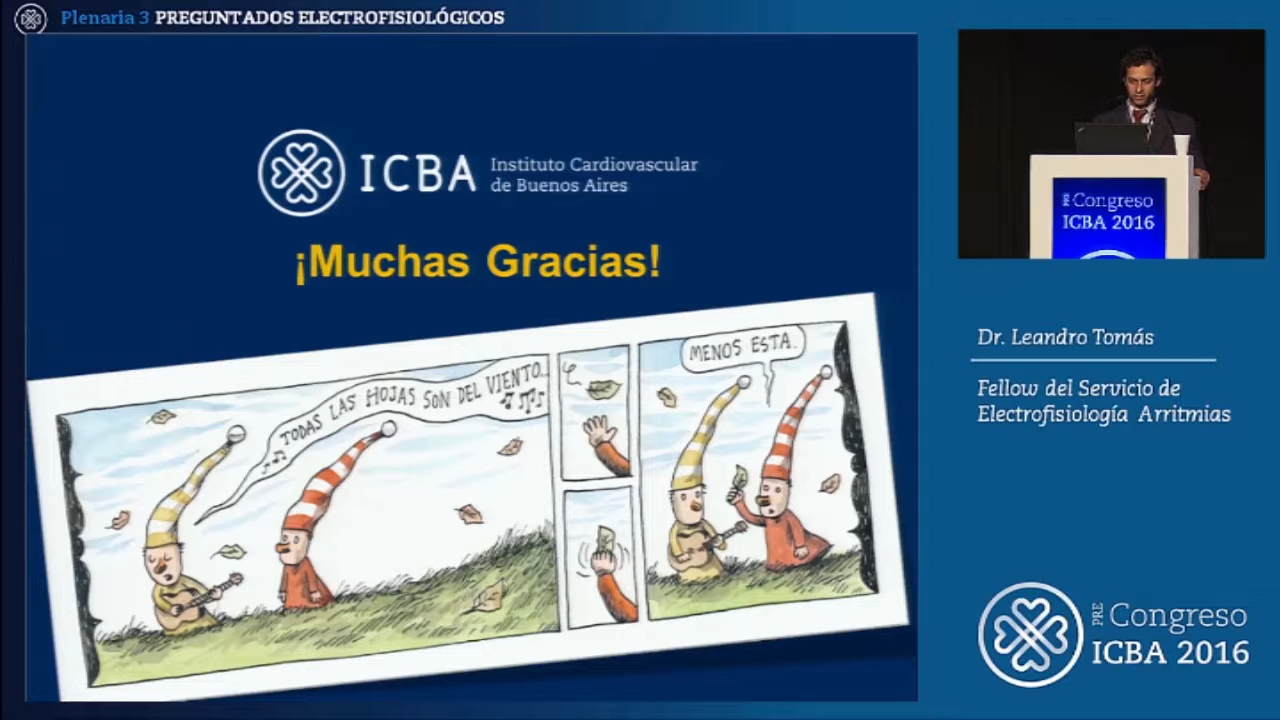 Plenaria 3 PREGUNTADOS ELECTROFISIOLÓGICOS
ICBA Instituto Cardiovascular
de Buenos Aires
¡Muchas Gracias!
TODAS LAS HOJAS SON DEL VIENTO..
MENOS ESTA.
PRE Congreso
ICBA 2016
Dr. Leandro Tomás
Fellow del Servicio de
Electrofisiología Arritmias
PRE Congreso
ICBA 2016